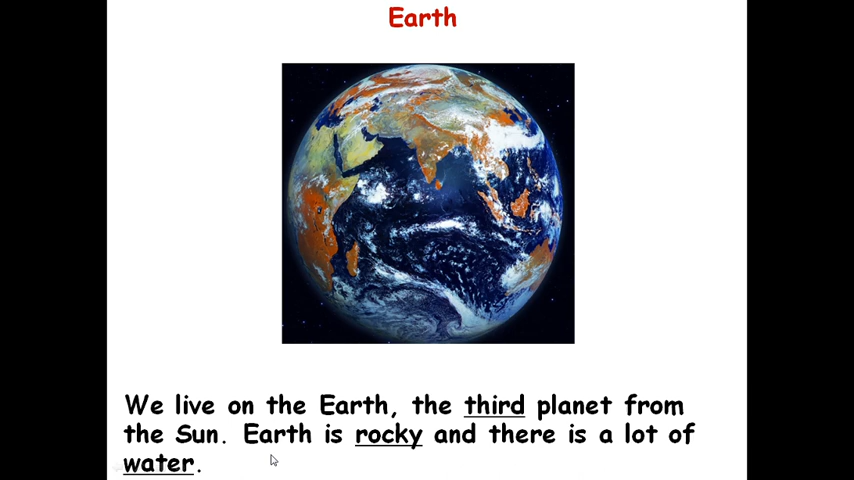 Earth
We live on the Earth, the third planet from
the Sun. Earth is rocky and there is a lot of
water.